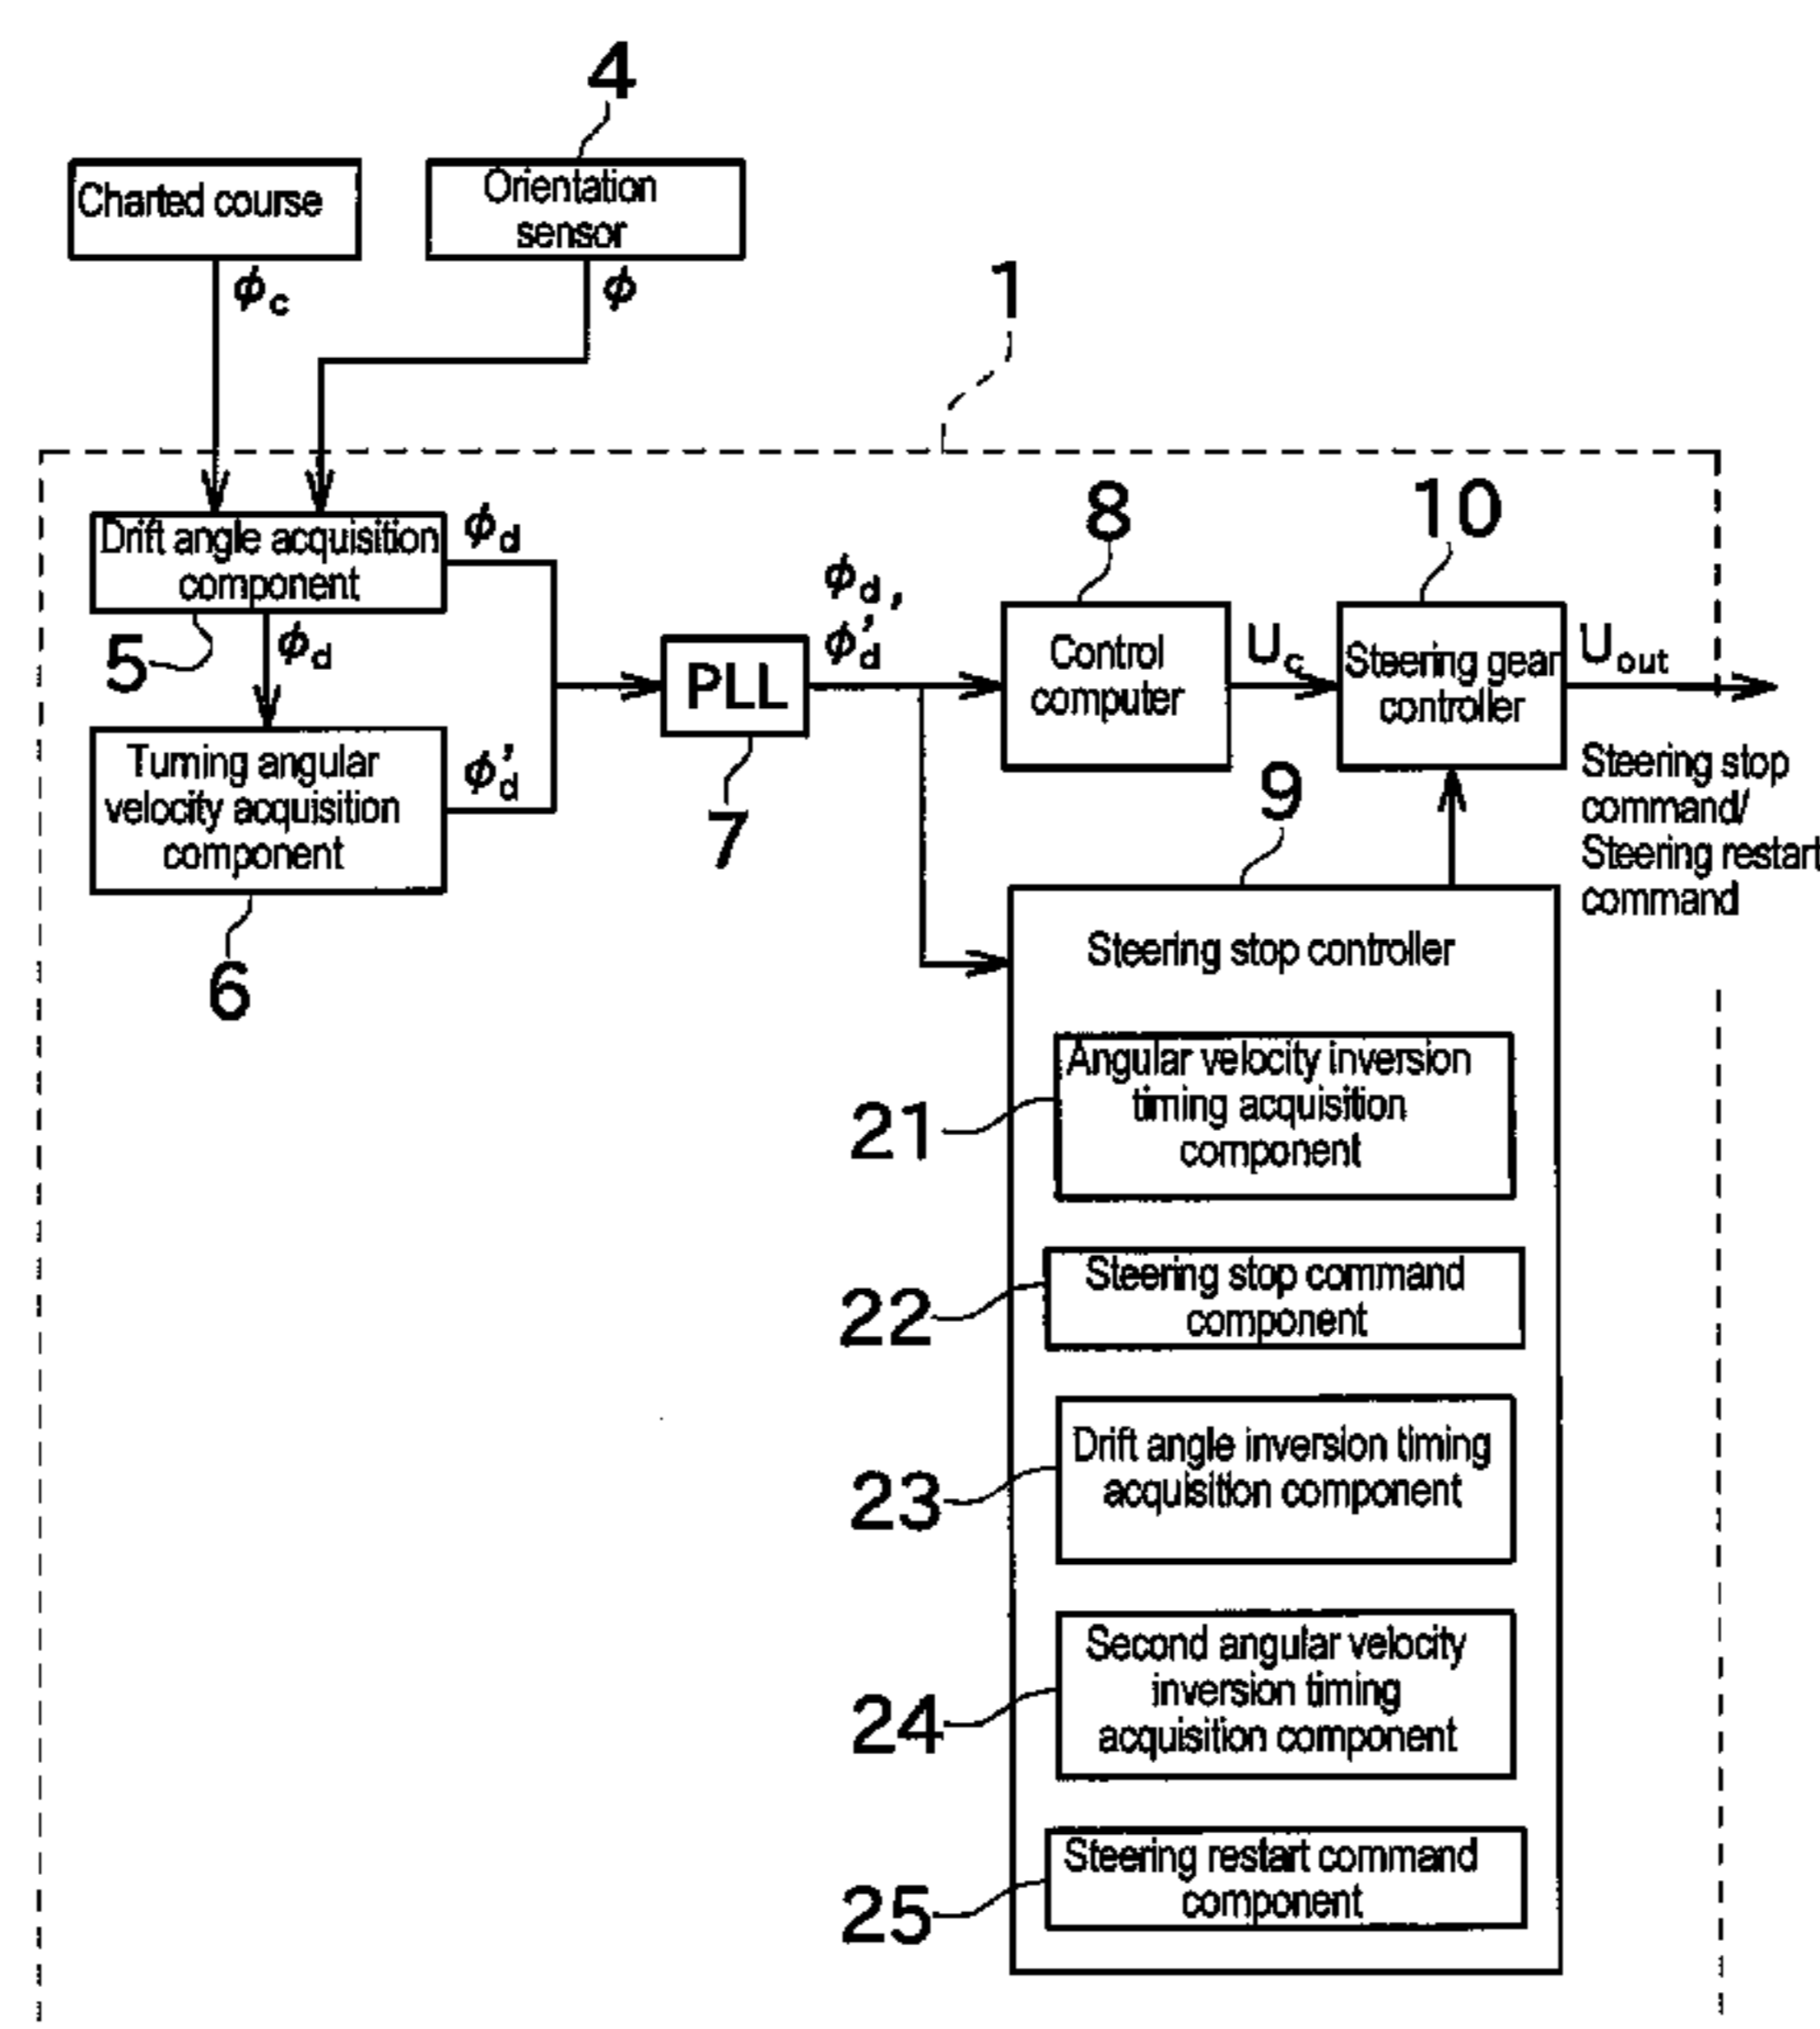 4
Charted course
Orientation
sensor
ϕc
ϕ
1
Drift angle acquisition
component
ϕd
5
ϕd
Turning angular
velocity acquisition
component
ϕ'd
6
PLL
7
ϕd,
ϕ'd
8
Control
computer
Uc
10
Steering gear
controller
Uout
Steering stop
command/
Steering restart
command
9
Steering stop controller
21
Angular velocity inversion
timing acquisition
component
22
Steering stop command
component
23
Drift angle inversion timing
acquisition component
24
Second angular velocity
inversion timing
acquisition component
25
Steering restart command
component